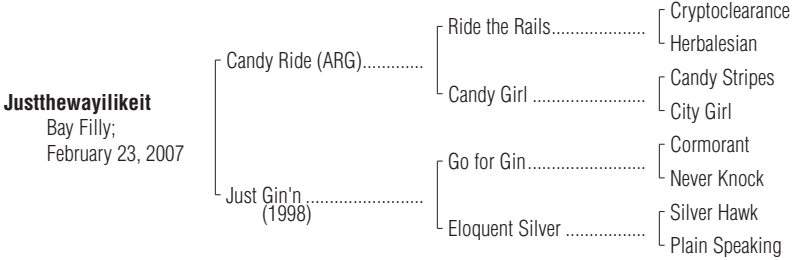 Justthewayilikeit
Bay Filly;
February 23, 2007
Candy Ride (ARG).............
Just Gin'n .......................
(1998)
Ride the Rails....................
Candy Girl ......................
Go for Gin.......................
Eloquent Silver ................
Cryptoclearance
Herbalesian
Candy Stripes
City Girl
Cormorant
Never Knock
Silver Hawk
Plain Speaking